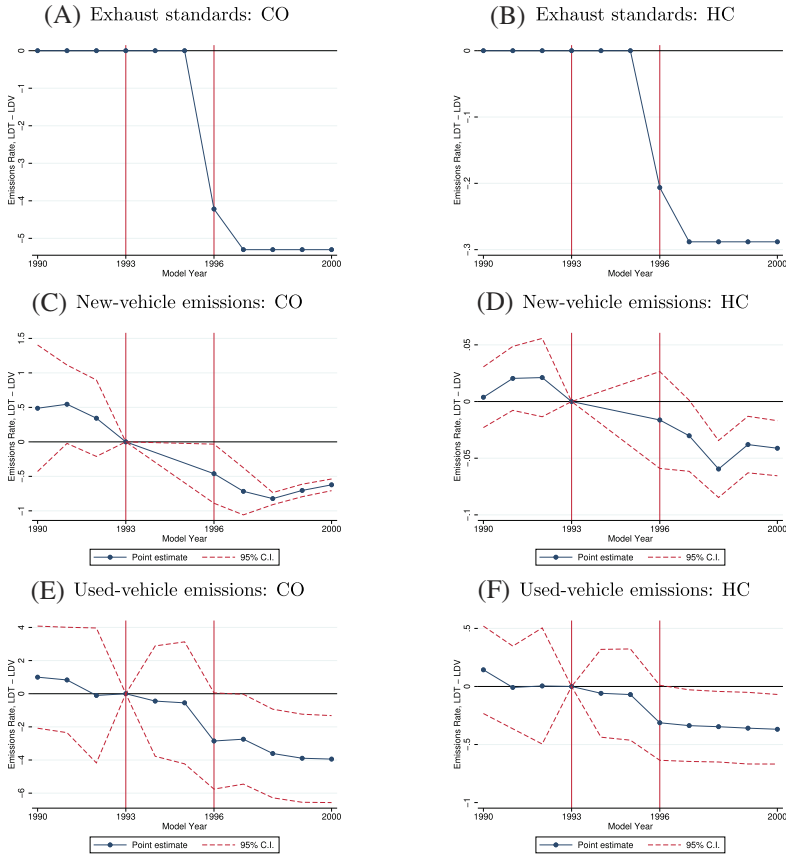 (A) Exhaust standards: CO
Emissions Rate, LDT − LDV
0
−1
−2
−3
−4
−5
1990
1993
1996
2000
Model Year
(B) Exhaust standards: HC
Emissions Rate, LDT − LDV
0
−.1
−.2
−.3
1990
1993
1996
2000
Model Year
(C) New-vehicle emissions: CO
Emissions Rate, LDT − LDV
1.5
1
.5
0
−.5
−1
1990
1993
1996
2000
Model Year
Point estimate
95% C.I.
(D) New-vehicle emissions: HC
Emissions Rate, LDT − LDV
.05
0
−.05
−.1
1990
1993
1996
2000
Model Year
Point estimate
95% C.I.
(E) Used-vehicle emissions: CO
Emissions Rate, LDT − LDV
4
2
0
−2
−4
−6
1990
1993
1996
2000
Model Year
Point estimate
95% C.I.
(F) Used-vehicle emissions: HC
Emissions Rate, LDT − LDV
.5
0
−.5
−1
1990
1993
1996
2000
Model Year
Point estimate
95% C.I.